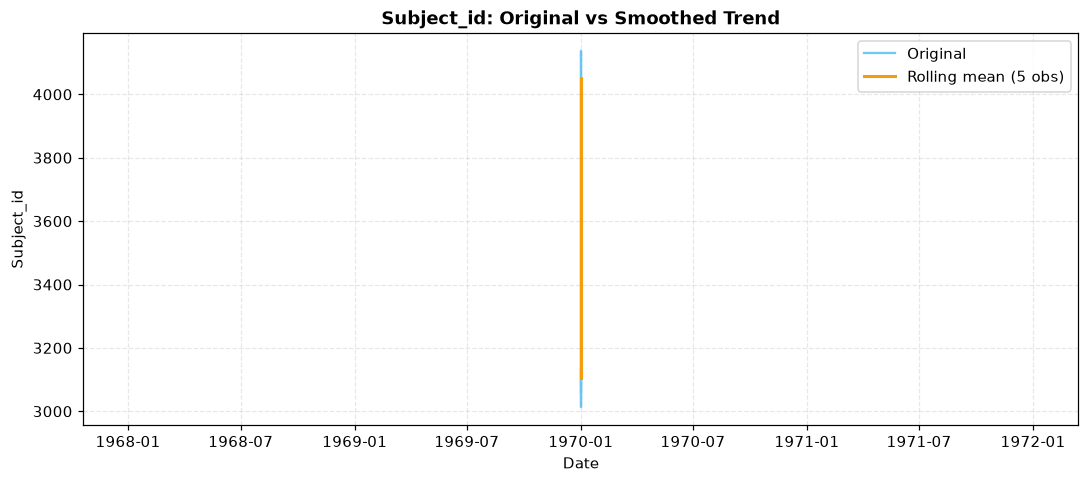 Subject_id: Original vs Smoothed Trend
Original
Rolling mean (5 obs)
Subject_id
4000
3800
3600
3400
3200
3000
1968-01 1968-07 1969-01 1969-07 1970-01 1970-07 1971-01 1971-07 1972-01
Date